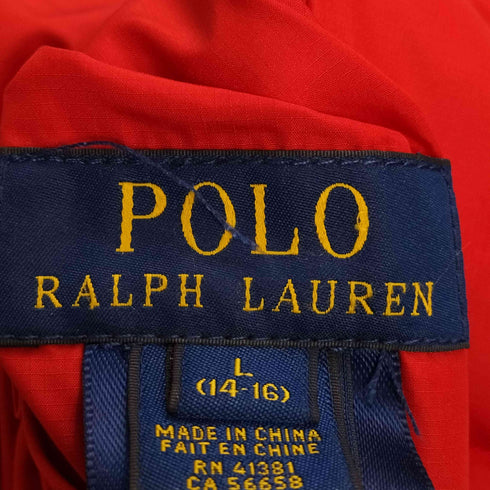 POLO
RALPH LAUREN
L
(14-16)
MADE IN CHINA
FAIT EN CHINE
RN 41381
CA 56658